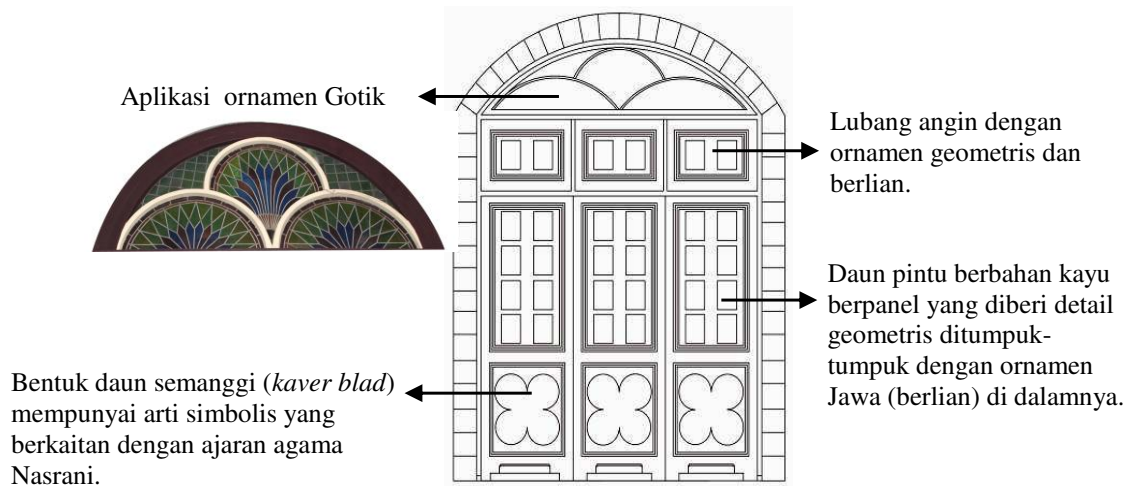 Aplikasi ornamen Gotik
Lubang angin dengan
ornamen geometris dan
berlian.
Daun pintu berbahan kayu
berpanel yang diberi detail
geometris ditumpuk-
tumpuk dengan ornamen
Jawa (berlian) di dalamnya.
Bentuk daun semanggi (kaver blad)
mempunyai arti simbolis yang
berkaitan dengan ajaran agama
Nasrani.